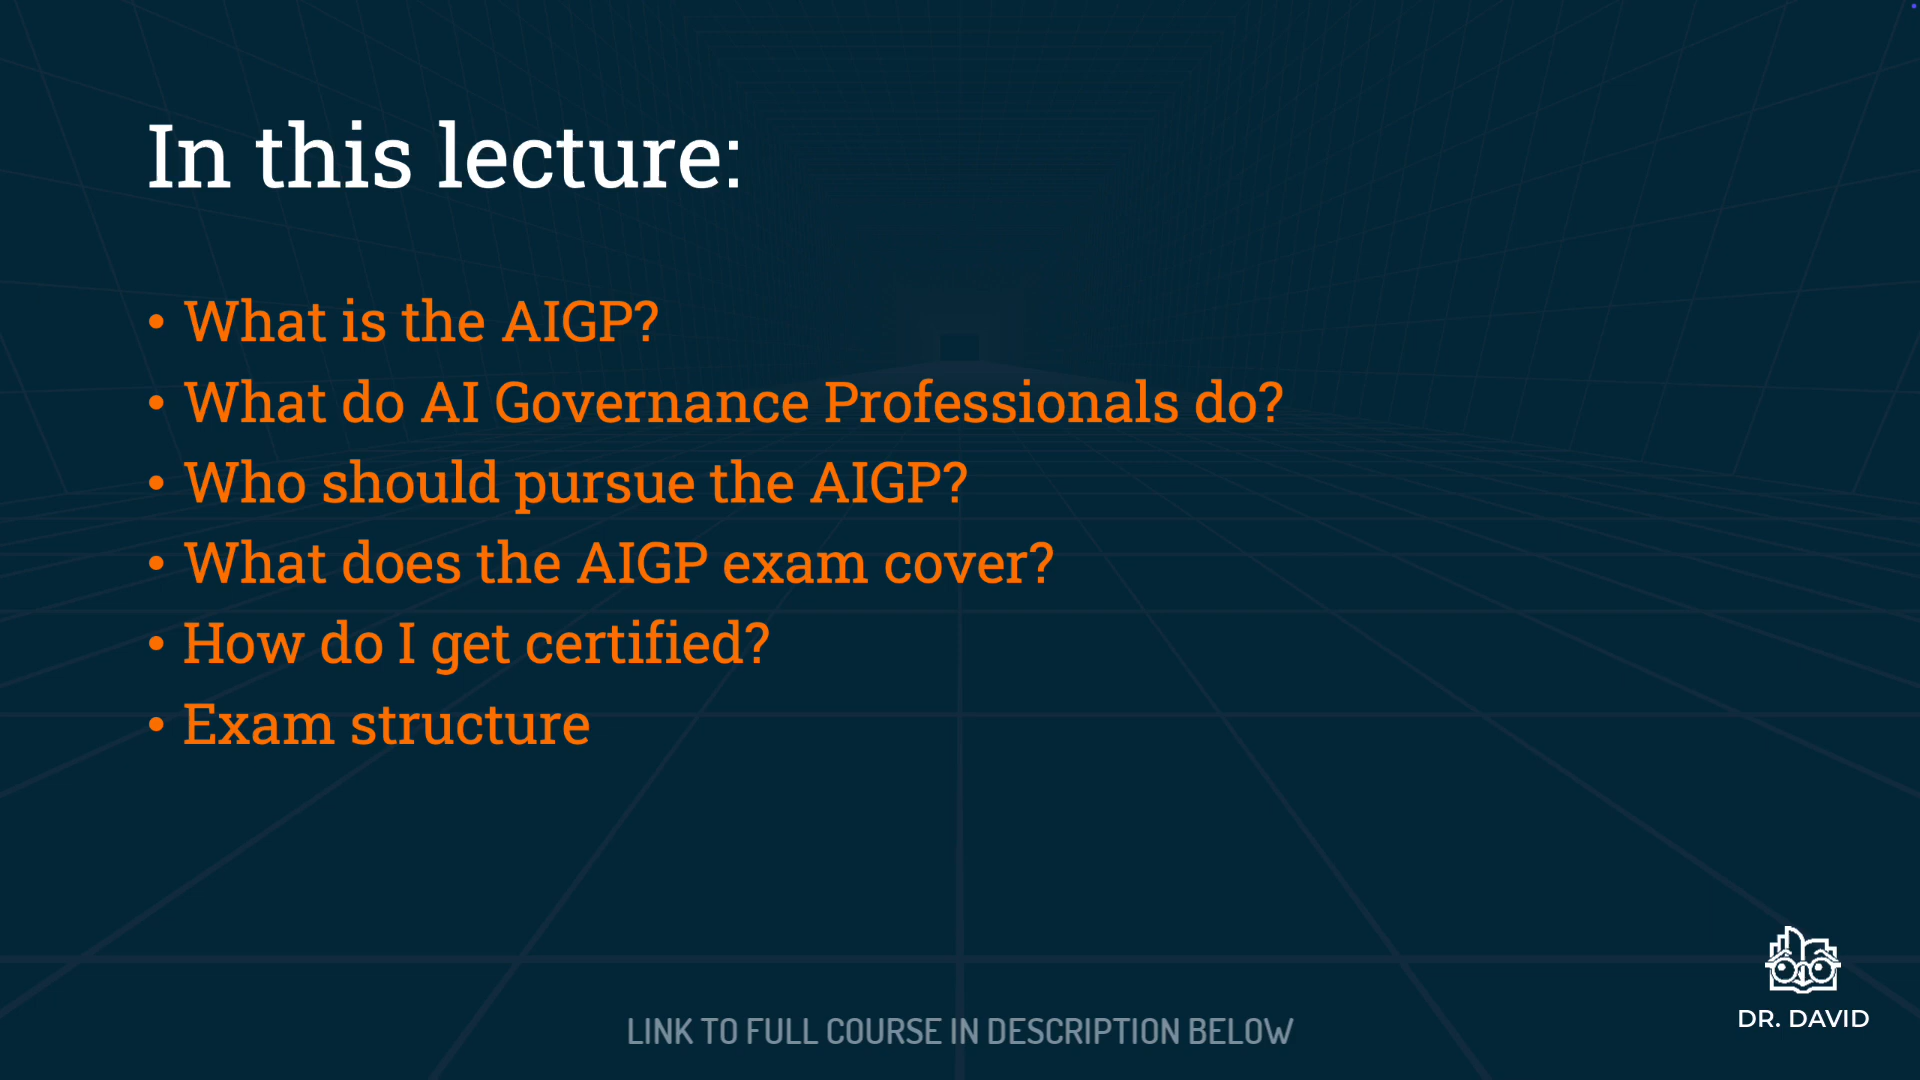 In this lecture:
• What is the AIGP?
• What do AI Governance Professionals do?
• Who should pursue the AIGP?
• What does the AIGP exam cover?
• How do I get certified?
• Exam structure
DR. DAVID
LINK TO FULL COURSE IN DESCRIPTION BELOW